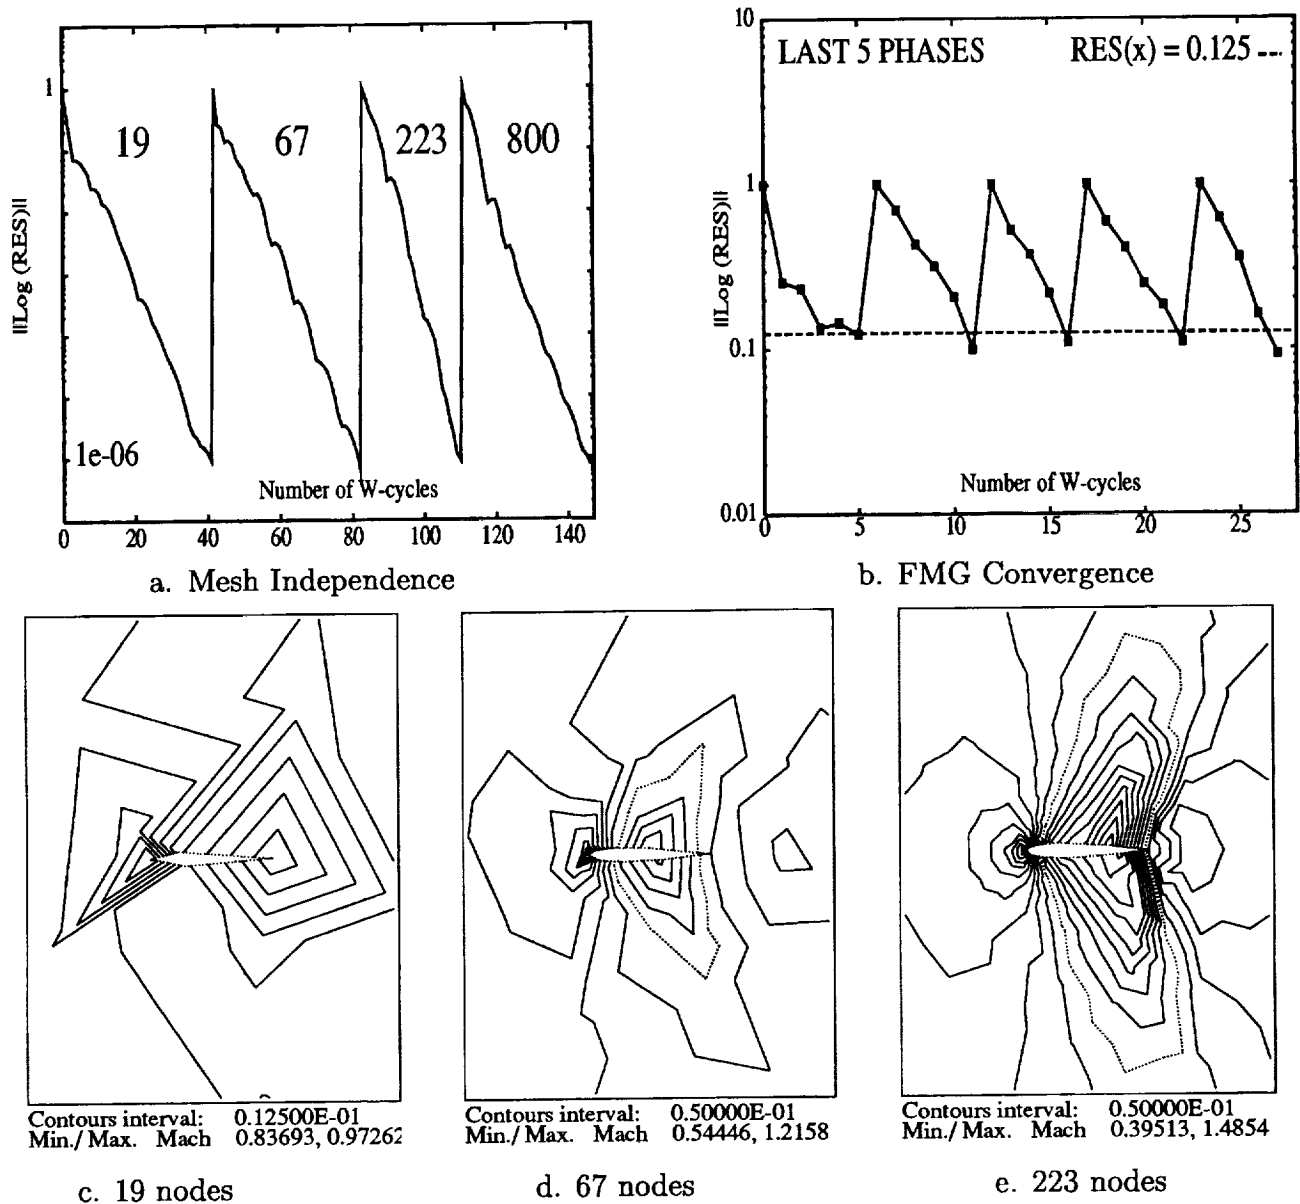 1
19
67
223
800
||Log (RES)||
1e-06
Number of W-cycles
0 20 40 60 80 100 120 140
a. Mesh Independence
10
LAST 5 PHASES RES(x) = 0.125
1
||Log (RES)||
0.1
Number of W-cycles
0.01
0 5 10 15 20 25
b. FMG Convergence
Contours interval: 0.12500E-01
Min./ Max. Mach 0.83693, 0.97262
c. 19 nodes
Contours interval: 0.50000E-01
Min./ Max. Mach 0.54446, 1.2158
d. 67 nodes
Contours interval: 0.50000E-01
Min./ Max. Mach 0.39513, 1.4854
e. 223 nodes